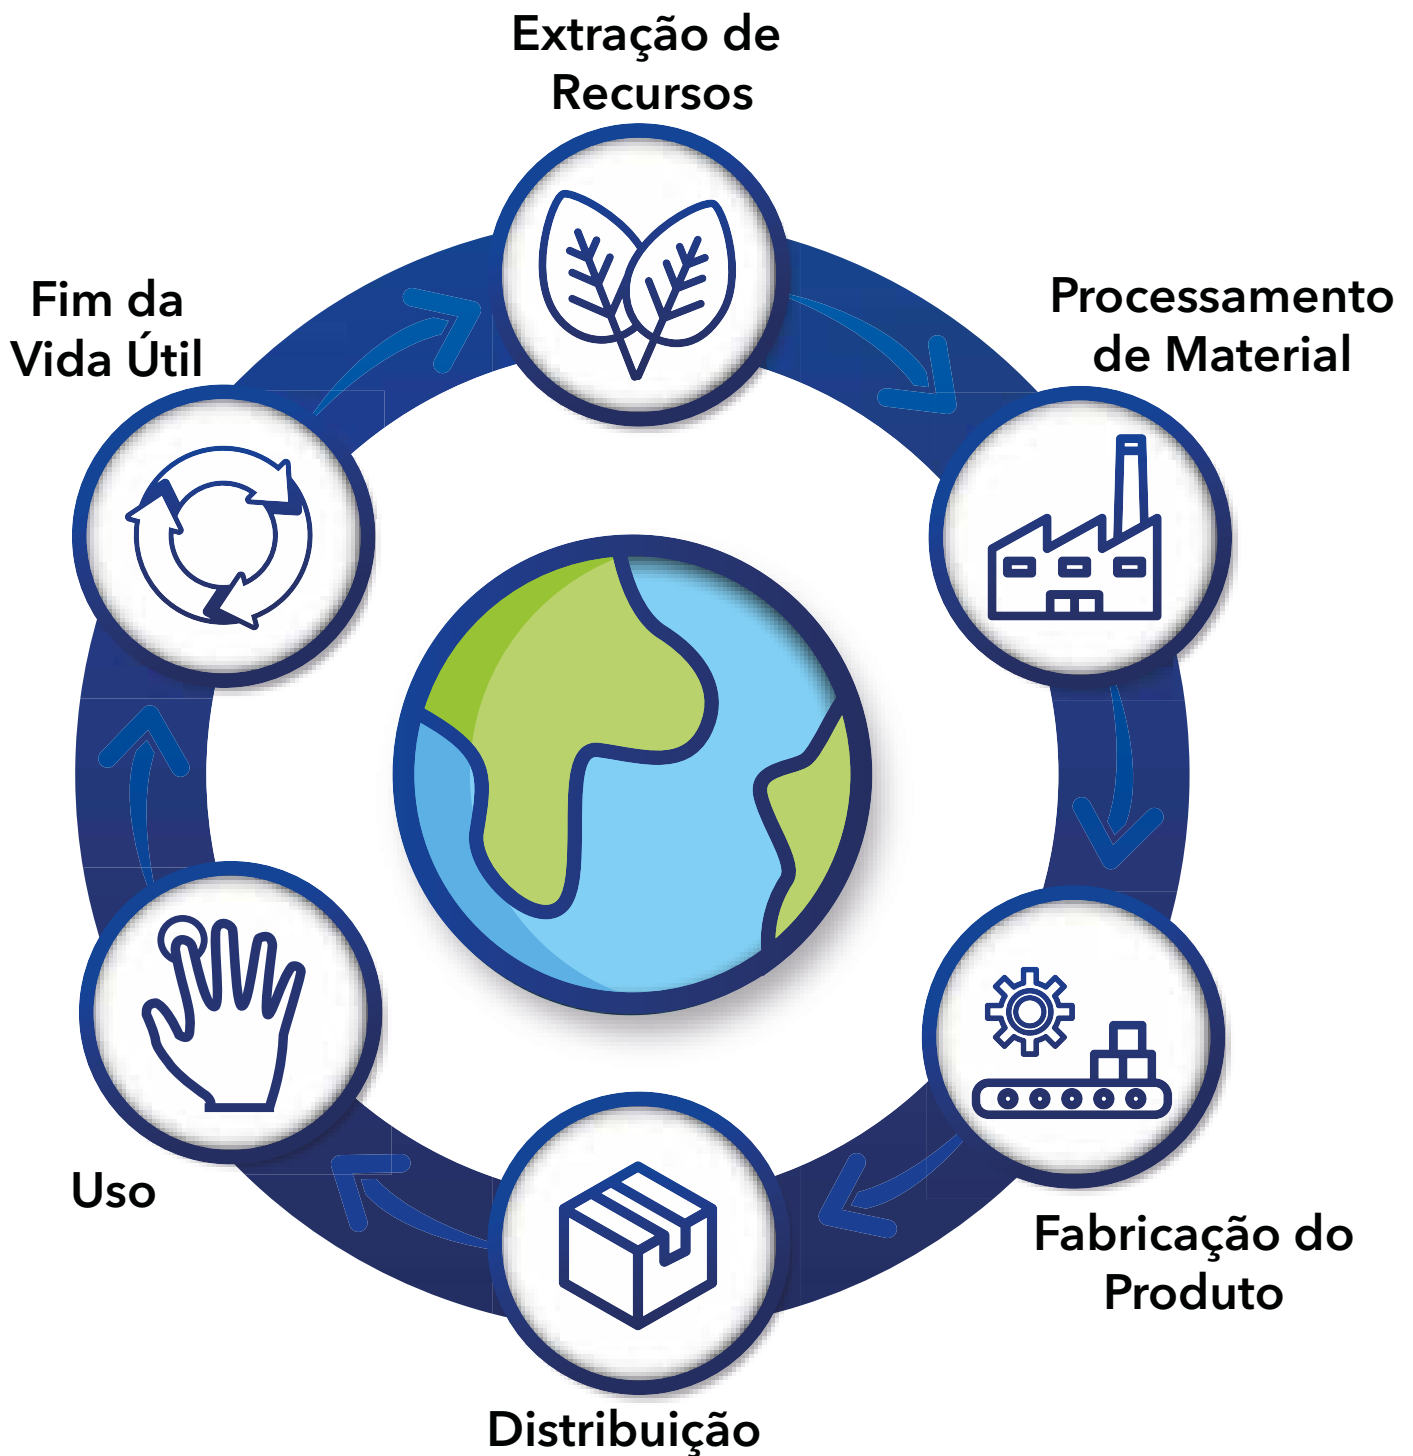 Extração de
Recursos
Processamento
de Material
Fabricação do
Produto
Distribuição
Uso
Fim da
Vida Útil